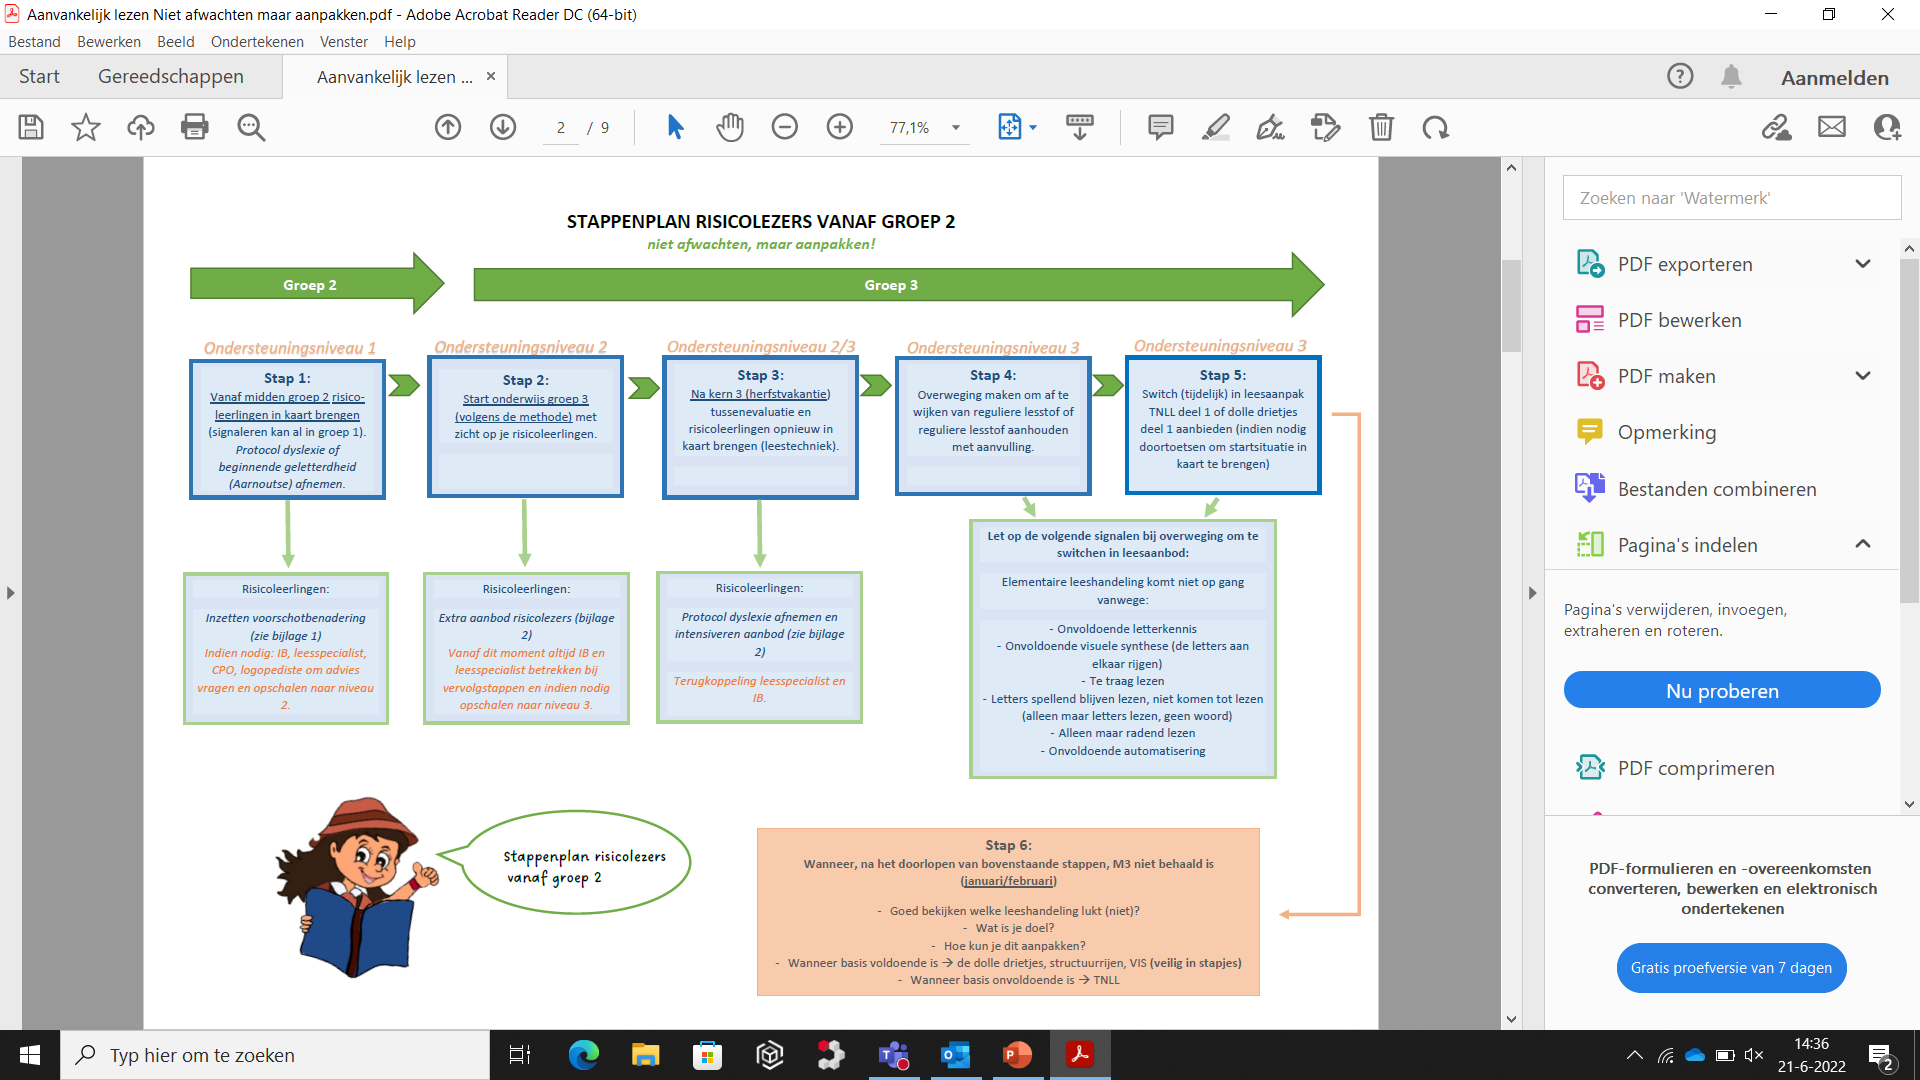 Aanvankelijk lezen Niet afwachten maar aanpakken.pdf - Adobe Acrobat Reader DC (64-bit)
Bestand Bewerken Beeld Ondertekenen Venster Help
Start Gereedschappen Aanvankelijk lezen ... × Aanmelden
2 / 9 77,1%
STAPPENPLAN RISICOLEZERS VANAF GROEP 2
niet afwachten, maar aanpakken!
Groep 2
Groep 3
Ondersteuningsniveau 1
Stap 1:
Vanaf midden groep 2 risico-
leerlingen in kaart brengen
(signaleren kan al in groep 1).
Protocol dyslexie of
beginnende geletterdheid
(Aarnoutse) afnemen.
Ondersteuningsniveau 2
Stap 2:
Start onderwijs groep 3
(volgens de methode) met
zicht op je risicoleerlingen.
Ondersteuningsniveau 2/3
Stap 3:
Na kern 3 (herfstvakantie)
tussenevaluatie en
risicoleerlingen opnieuw in
kaart brengen (leestechniek).
Ondersteuningsniveau 3
Stap 4:
Overweging maken om af te
wijken van reguliere lesstof of
reguliere lesstof aanhouden
met aanvulling.
Ondersteuningsniveau 3
Stap 5:
Switch (tijdelijk) in leesaanpak
TNLL deel 1 of dolle drietjes
deel 1 aanbieden (indien nodig
doortoetsen om startsituatie in
kaart te brengen)
Risicoleerlingen:
Inzetten voorschotbenadering
(zie bijlage 1)
Indien nodig: IB, leesspecialist,
CPO, logopediste om advies
vragen en opschalen naar niveau
2.
Risicoleerlingen:
Extra aanbod risicolezers (bijlage
2)
Vanaf dit moment altijd IB en
leesspecialist betrekken bij
vervolgstappen en indien nodig
opschalen naar niveau 3.
Risicoleerlingen:
Protocol dyslexie afnemen en
intensiveren aanbod (zie bijlage
2)
Terugkoppeling leesspecialist en
IB.
Let op de volgende signalen bij overweging om te
switchen in leesaanbod:
Elementaire leeshandeling komt niet op gang
vanwege:
- Onvoldoende letterkennis
- Onvoldoende visuele synthese (de letters aan
elkaar rijgen)
- Te traag lezen
- Letters spellend blijven lezen, niet komen tot lezen
(alleen maar letters lezen, geen woord)
- Alleen maar radend lezen
- Onvoldoende automatisering
Stappenplan risicolezers
vanaf groep 2
Stap 6:
Wanneer, na het doorlopen van bovenstaande stappen, M3 niet behaald is
(januari/februari)
- Goed bekijken welke leeshandeling lukt (niet)?
- Wat is je doel?
- Hoe kun je dit aanpakken?
- Wanneer basis voldoende is → de dolle drietjes, structuurrijen, VIS (veilig in stapjes)
- Wanneer basis onvoldoende is → TNLL
Zoeken naar 'Watermerk'
PDF exporteren
PDF bewerken
PDF maken
Opmerking
Bestanden combineren
Pagina's indelen
Pagina's verwijderen, invoegen,
extraheren en roteren.
Nu proberen
PDF comprimeren
PDF-formulieren en -overeenkomsten
converteren, bewerken en elektronisch
ondertekenen
Gratis proefversie van 7 dagen
Typ hier om te zoeken
14:36
21-6-2022
2